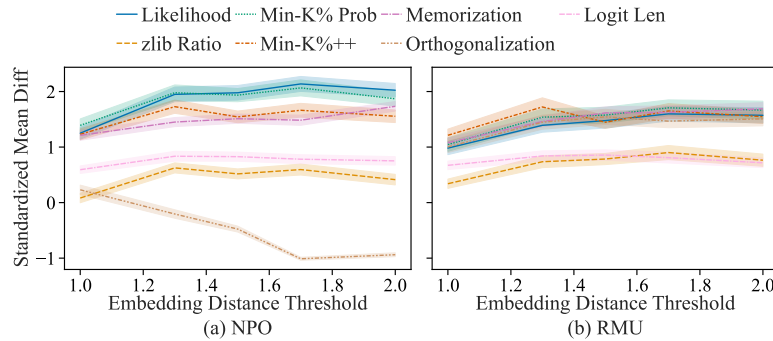 Likelihood Min-K% Prob Memorization Logit Len
zlib Ratio Min-K%++ Orthogonalization
Standardized Mean Diff
2
1
0
−1
1.0 1.2 1.4 1.6 1.8 2.0
1.0 1.2 1.4 1.6 1.8 2.0
Embedding Distance Threshold
Embedding Distance Threshold
(a) NPO
(b) RMU